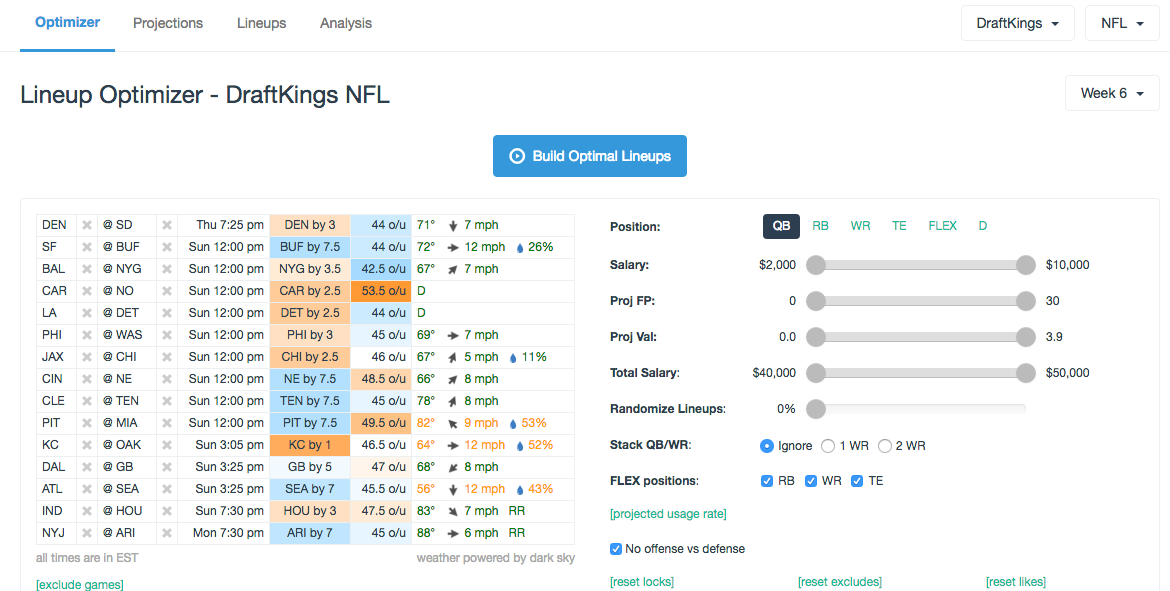 Optimizer Projections Lineups Analysis DraftKings NFL
Lineup Optimizer - DraftKings NFL Week 6
Build Optimal Lineups
DEN @ SD Thu 7:25 pm DEN by 3 44 o/u 71° 7 mph
SF @ BUF Sun 12:00 pm BUF by 7.5 44 o/u 72° 12 mph 26%
BAL @ NYG Sun 12:00 pm NYG by 3.5 42.5 o/u 67° 7 mph
CAR @ NO Sun 12:00 pm CAR by 2.5 53.5 o/u D
LA @ DET Sun 12:00 pm DET by 2.5 44 o/u D
PHI @ WAS Sun 12:00 pm PHI by 3 45 o/u 69° 7 mph
JAX @ CHI Sun 12:00 pm CHI by 2.5 46 o/u 67° 5 mph 11%
CIN @ NE Sun 12:00 pm NE by 7.5 48.5 o/u 66° 8 mph
CLE @ TEN Sun 12:00 pm TEN by 7.5 45 o/u 78° 8 mph
PIT @ MIA Sun 12:00 pm PIT by 7.5 49.5 o/u 82° 9 mph 53%
KC @ OAK Sun 3:05 pm KC by 1 46.5 o/u 64° 12 mph 52%
DAL @ GB Sun 3:25 pm GB by 5 47 o/u 68° 8 mph
ATL @ SEA Sun 3:25 pm SEA by 7 45.5 o/u 56° 12 mph 43%
IND @ HOU Sun 7:30 pm HOU by 3 47.5 o/u 83° 7 mph RR
NYJ @ ARI Mon 7:30 pm ARI by 7 45 o/u 88° 6 mph RR
all times are in EST weather powered by dark sky
[exclude games]
Position: QB RB WR TE FLEX D
Salary: $2,000 $10,000
Proj FP: 0 30
Proj Val: 0.0 3.9
Total Salary: $40,000 $50,000
Randomize Lineups: 0%
Stack QB/WR: Ignore 1 WR 2 WR
FLEX positions: RB WR TE
[projected usage rate]
No offense vs defense
[reset locks] [reset excludes] [reset likes]